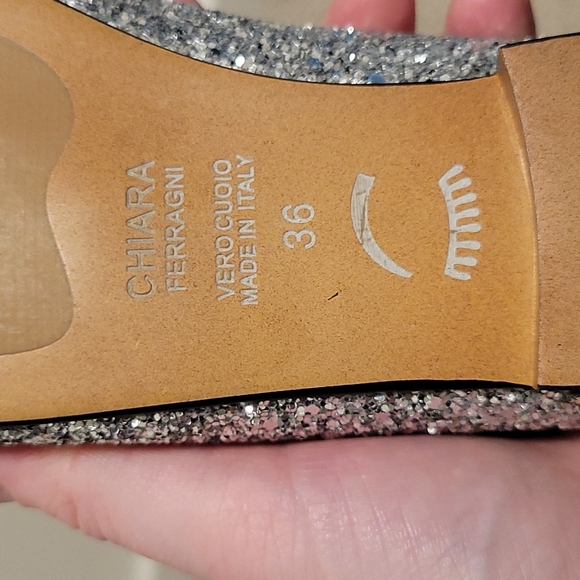 CHIARA
FERRAGNI
VERO CUOIO
MADE IN ITALY
36